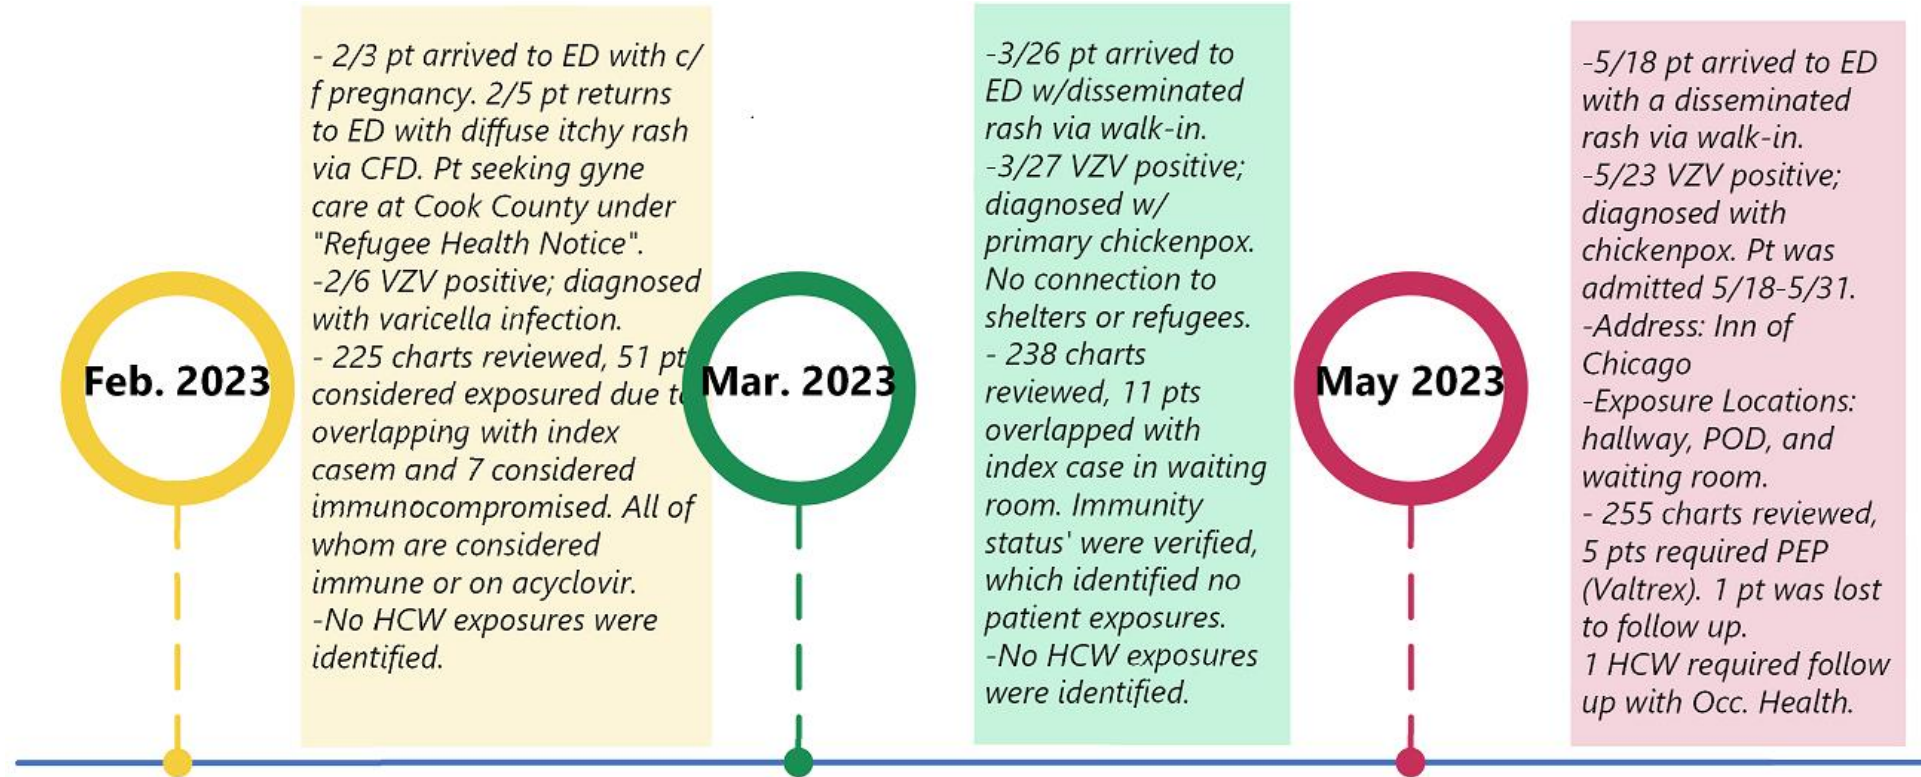 Feb. 2023
- 2/3 pt arrived to ED with c/
f pregnancy. 2/5 pt returns
to ED with diffuse itchy rash
via CFD. Pt seeking gyne
care at Cook County under
"Refugee Health Notice".
-2/6 VZV positive; diagnosed
with varicella infection.
- 225 charts reviewed, 51 pt
considered exposured due t
overlapping with index
casem and 7 considered
immunocompromised. All of
whom are considered
immune or on acyclovir.
-No HCW exposures were
identified.
Mar. 2023
-3/26 pt arrived to
ED w/disseminated
rash via walk-in.
-3/27 VZV positive;
diagnosed w/
primary chickenpox.
No connection to
shelters or refugees.
- 238 charts
reviewed, 11 pts
overlapped with
index case in waiting
room. Immunity
status' were verified,
which identified no
patient exposures.
-No HCW exposures
were identified.
May 2023
-5/18 pt arrived to ED
with a disseminated
rash via walk-in.
-5/23 VZV positive;
diagnosed with
chickenpox. Pt was
admitted 5/18-5/31.
-Address: Inn of
Chicago
-Exposure Locations:
hallway, POD, and
waiting room.
- 255 charts reviewed,
5 pts required PEP
(Valtrex). 1 pt was lost
to follow up.
1 HCW required follow
up with Occ. Health.